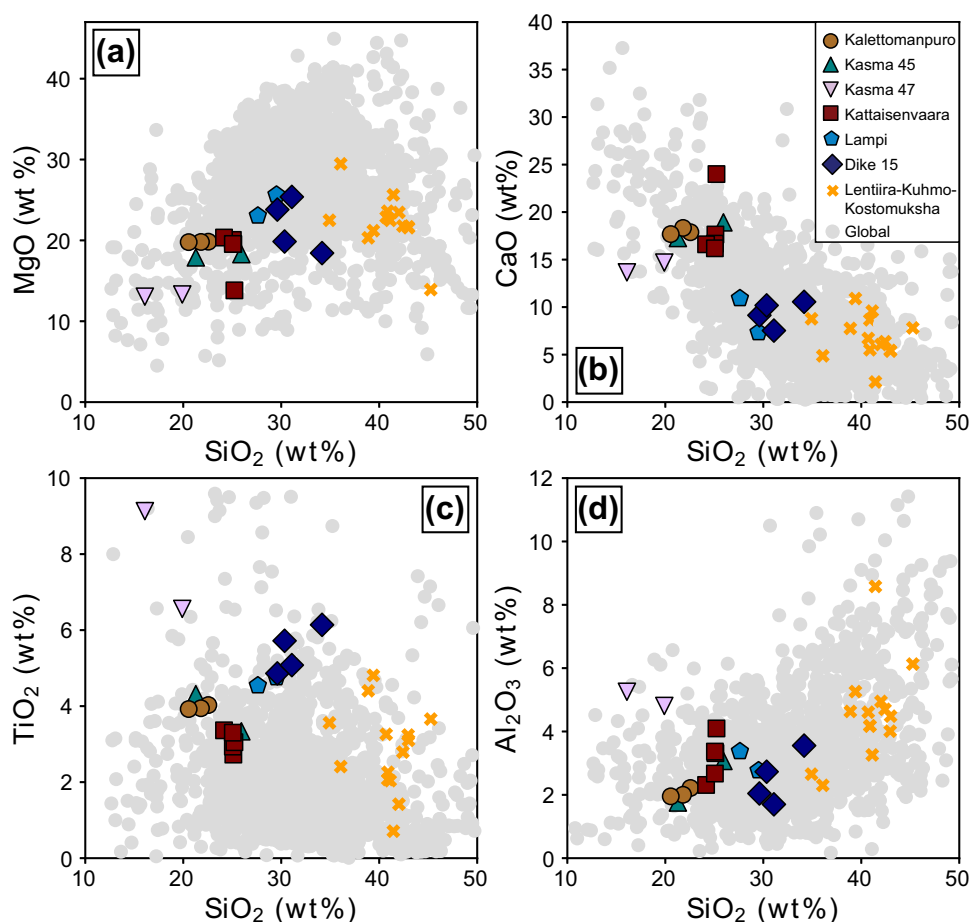 (a)
MgO (wt %)
40
30
20
10
0
10 20 30 40 50
SiO₂ (wt%)
(b)
CaO (wt%)
40
35
30
25
20
15
10
5
0
10 20 30 40 50
SiO₂ (wt%)
Kalettomanpuro
Kasma 45
Kasma 47
Kattaisenvaara
Lampi
Dike 15
Lentiira-Kuhmo-
Kostomuksha
Global
(c)
TiO₂ (wt%)
10
8
6
4
2
0
10 20 30 40 50
SiO₂ (wt%)
(d)
Al₂O₃ (wt%)
12
10
8
6
4
2
0
10 20 30 40 50
SiO₂ (wt%)